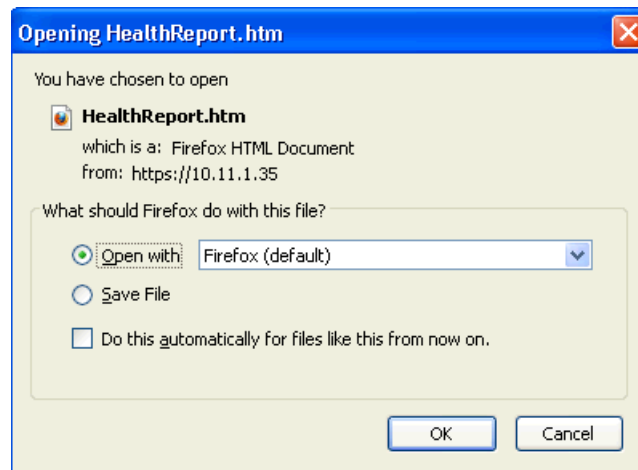 Opening HealthReport.htm
You have chosen to open
HealthReport.htm
which is a: Firefox HTML Document
from: https://10.11.1.35
What should Firefox do with this file?
Open with Firefox (default)
Save File
Do this automatically for files like this from now on.
OK Cancel